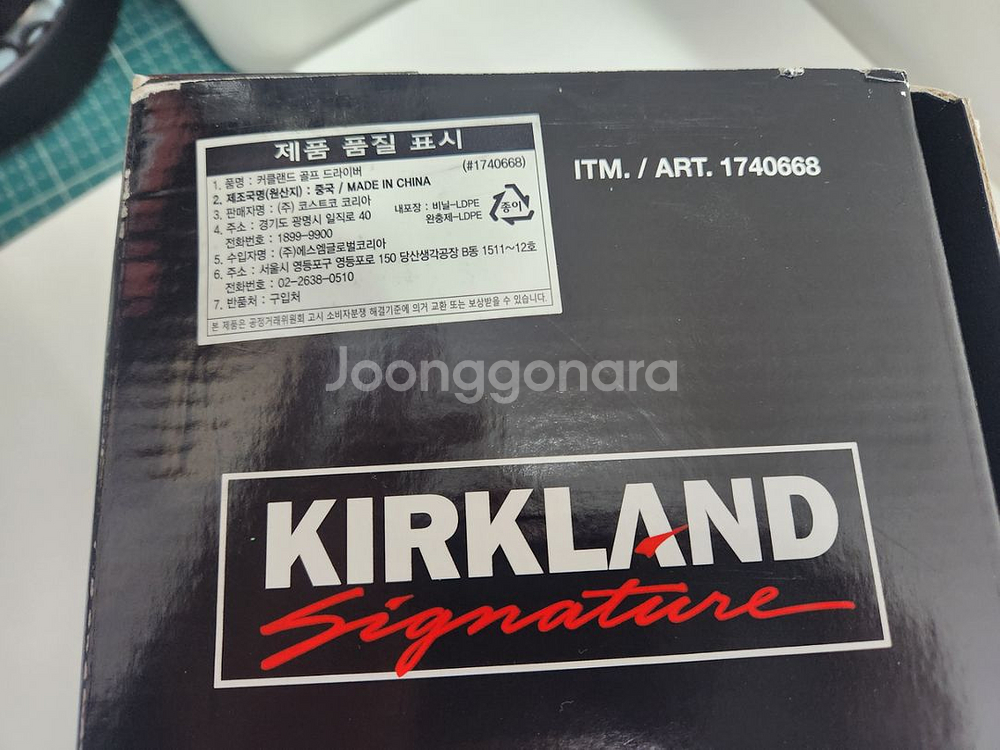 제품 품질 표시
(#1740668)
1. 품명 : 커클랜드 골프 드라이버
2. 제조국명(원산지) : 중국 / MADE IN CHINA
3. 판매자명 : (주) 코스트코 코리아
4. 주소 : 경기도 광명시 일직로 40
전화번호 : 1899-9900
5. 수입자명 : (주)에스엠글로벌코리아
6. 주소 : 서울시 영등포구 영등포로 150 당산생각공장 B동 1511~12호
전화번호 : 02-2638-0510
7. 반품처 : 구입처
내포장 : 비닐-LDPE
완충제-LDPE
종이
본 제품은 공정거래위원회 고시 소비자분쟁 해결기준에 의거 교환 또는 보상받을 수 있습니다.
ITM. / ART. 1740668
Joonggonara
KIRKLAND
Signature